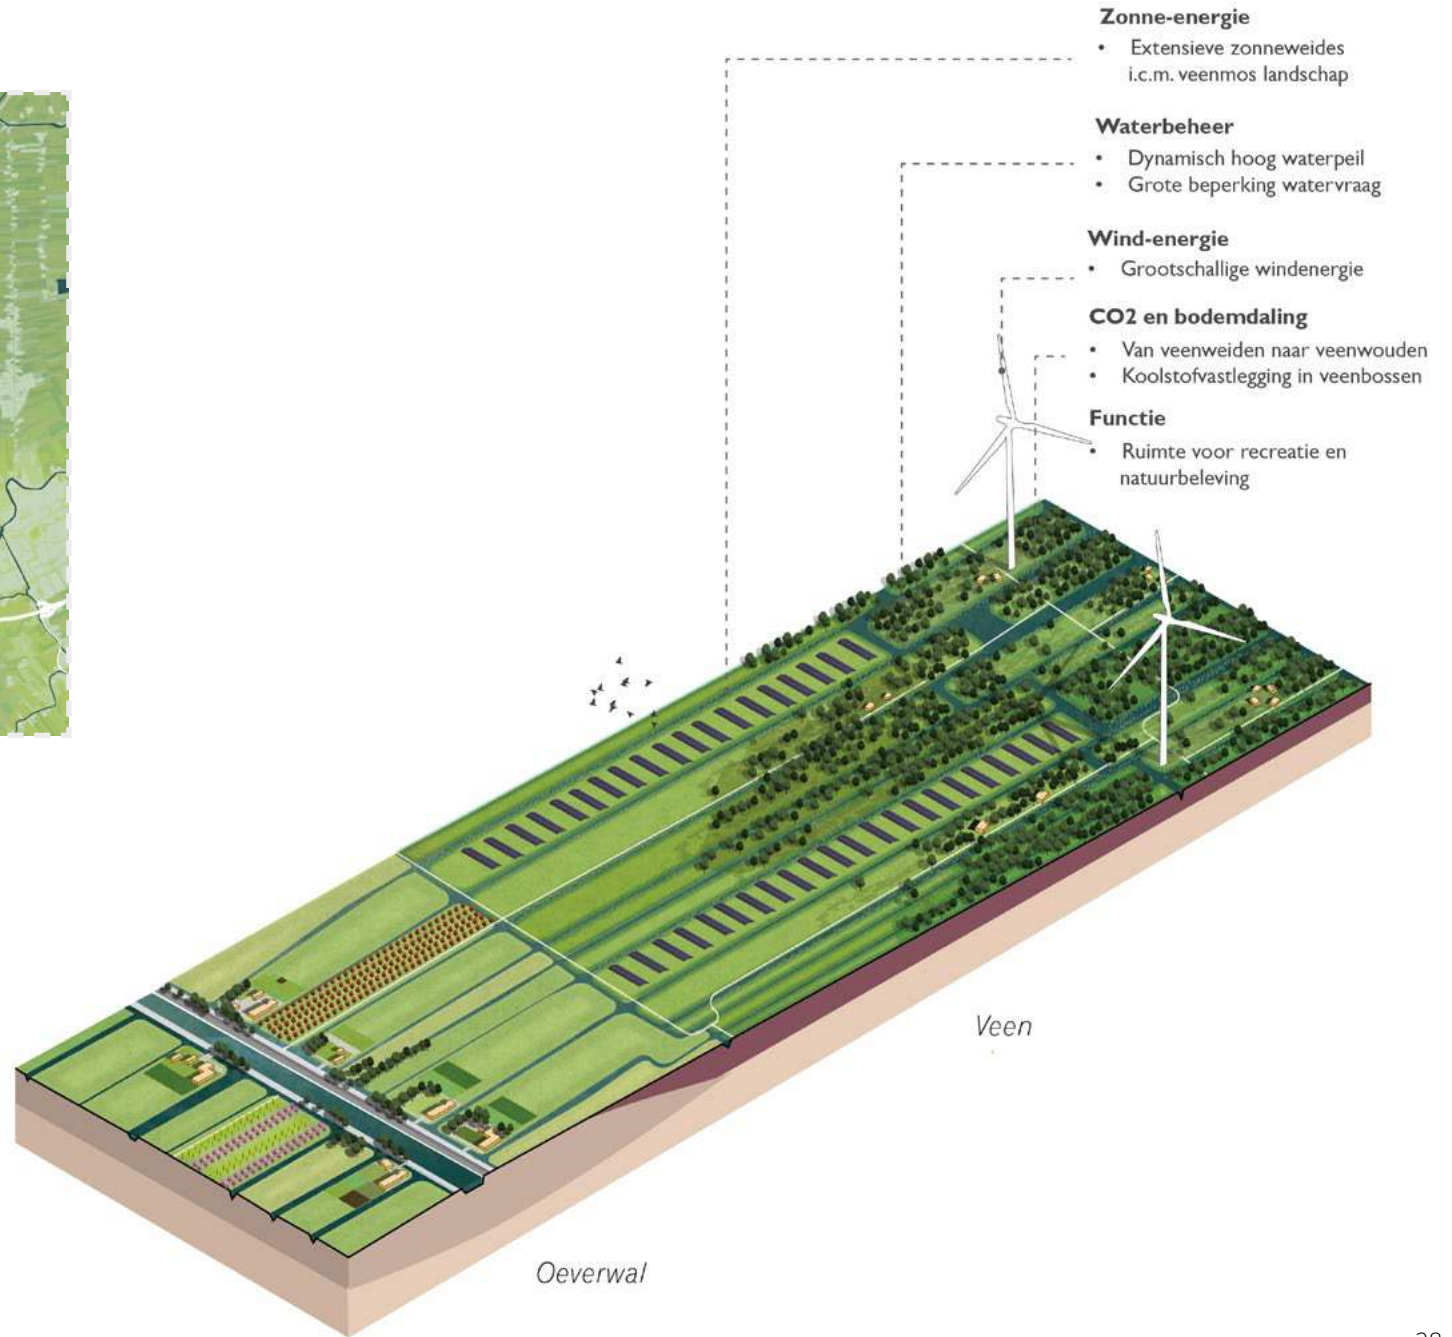 Zonne-energie
• Extensieve zonneweides
i.c.m. veenmos landschap
Waterbeheer
• Dynamisch hoog waterpeil
• Grote beperking watervraag
Wind-energie
• Grootschallige windenergie
CO2 en bodemdaling
• Van veenweiden naar veenwouden
• Koolstofvastlegging in veenbossen
Functie
• Ruimte voor recreatie en
natuurbeleving
Veen
Oeverwal